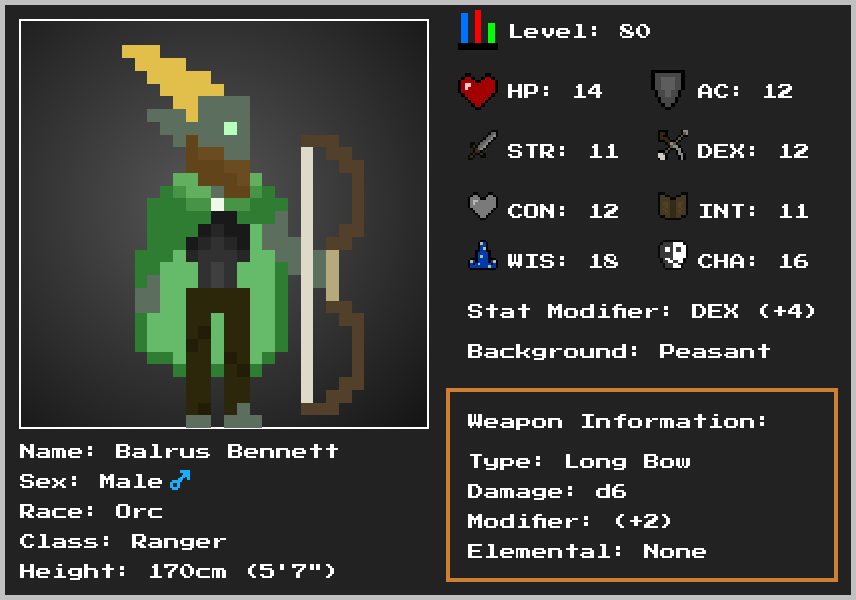 Level: 80
HP: 14
AC: 12
STR: 11
DEX: 12
CON: 12
INT: 11
WIS: 18
CHA: 16
Stat Modifier: DEX (+4)
Background: Peasant
Name: Balrus Bennett
Sex: Male ♂
Race: Orc
Class: Ranger
Height: 170cm (5'7")
Weapon Information:
Type: Long Bow
Damage: d6
Modifier: (+2)
Elemental: None